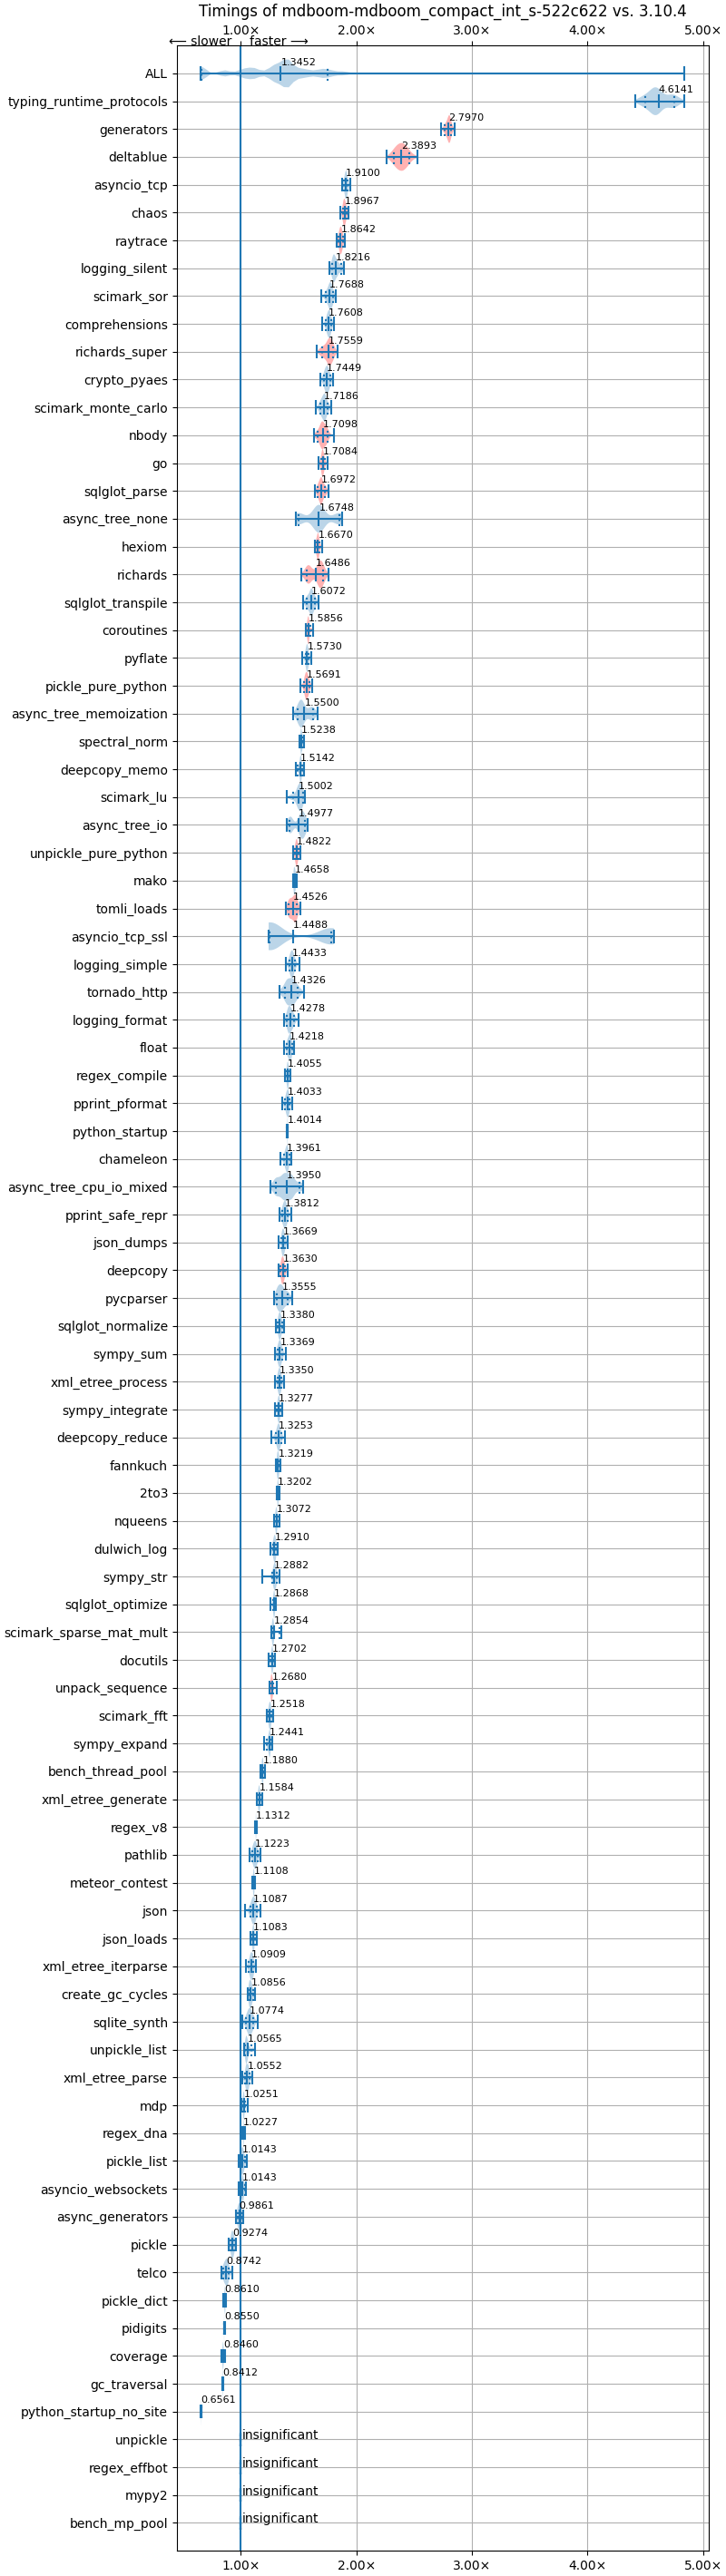 Timings of mdboom-mdboom_compact_int_s-522c622 vs. 3.10.4
1.00× 2.00× 3.00× 4.00× 5.00×
⟵ slower faster ⟶
ALL 1.3452
typing_runtime_protocols 4.6141
generators 2.7970
deltablue 2.3893
asyncio_tcp 1.9100
chaos 1.8967
raytrace 1.8642
logging_silent 1.8216
scimark_sor 1.7688
comprehensions 1.7608
richards_super 1.7559
crypto_pyaes 1.7449
scimark_monte_carlo 1.7186
nbody 1.7098
go 1.7084
sqlglot_parse 1.6972
async_tree_none 1.6748
hexiom 1.6670
richards 1.6486
sqlglot_transpile 1.6072
coroutines 1.5856
pyflate 1.5730
pickle_pure_python 1.5691
async_tree_memoization 1.5500
spectral_norm 1.5238
deepcopy_memo 1.5142
scimark_lu 1.5002
async_tree_io 1.4977
unpickle_pure_python 1.4822
mako 1.4658
tomli_loads 1.4526
asyncio_tcp_ssl 1.4488
logging_simple 1.4433
tornado_http 1.4326
logging_format 1.4278
float 1.4218
regex_compile 1.4055
pprint_pformat 1.4033
python_startup 1.4014
chameleon 1.3961
async_tree_cpu_io_mixed 1.3950
pprint_safe_repr 1.3812
json_dumps 1.3669
deepcopy 1.3630
pycparser 1.3555
sqlglot_normalize 1.3380
sympy_sum 1.3369
xml_etree_process 1.3350
sympy_integrate 1.3277
deepcopy_reduce 1.3253
fannkuch 1.3219
2to3 1.3202
nqueens 1.3072
dulwich_log 1.2910
sympy_str 1.2882
sqlglot_optimize 1.2868
scimark_sparse_mat_mult 1.2854
docutils 1.2702
unpack_sequence 1.2680
scimark_fft 1.2518
sympy_expand 1.2441
bench_thread_pool 1.1880
xml_etree_generate 1.1584
regex_v8 1.1312
pathlib 1.1223
meteor_contest 1.1108
json 1.1087
json_loads 1.1083
xml_etree_iterparse 1.0909
create_gc_cycles 1.0856
sqlite_synth 1.0774
unpickle_list 1.0565
xml_etree_parse 1.0552
mdp 1.0251
regex_dna 1.0227
pickle_list 1.0143
asyncio_websockets 1.0143
async_generators 0.9861
pickle 0.9274
telco 0.8742
pickle_dict 0.8610
pidigits 0.8550
coverage 0.8460
gc_traversal 0.8412
python_startup_no_site 0.6561
unpickle insignificant
regex_effbot insignificant
mypy2 insignificant
bench_mp_pool insignificant
1.00× 2.00× 3.00× 4.00× 5.00×